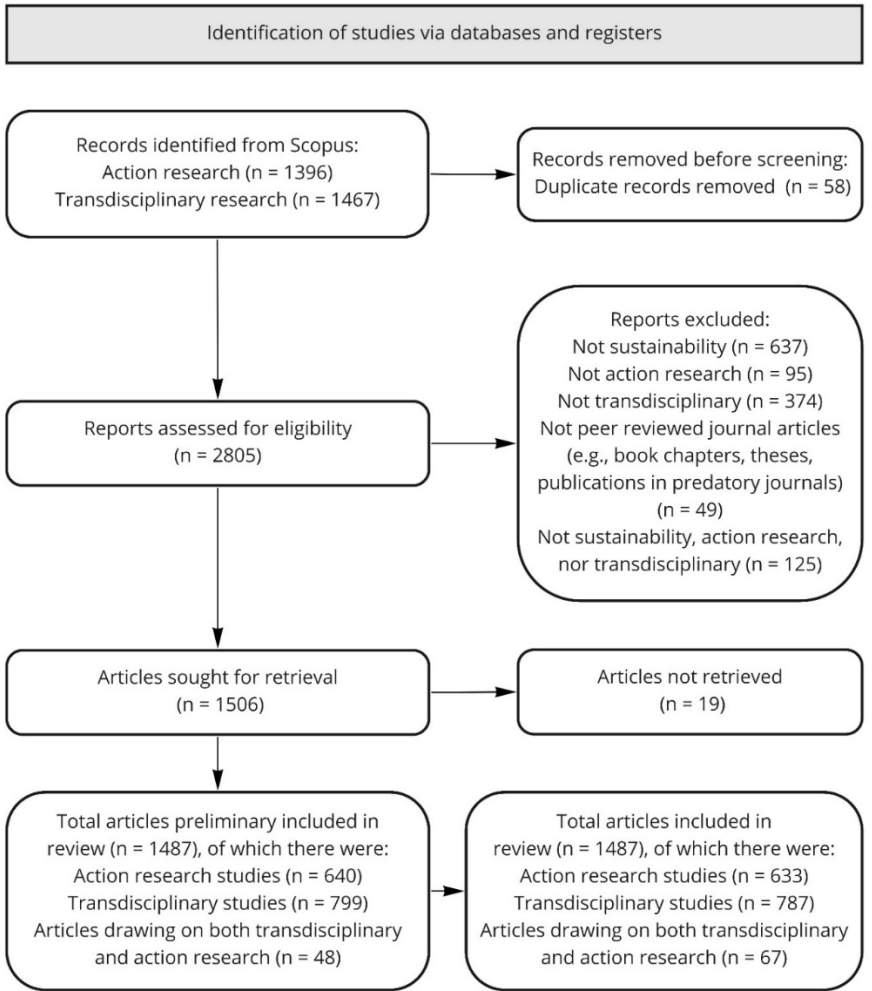 Identification of studies via databases and registers
Records identified from Scopus:
Action research (n = 1396)
Transdisciplinary research (n = 1467)
Records removed before screening:
Duplicate records removed (n = 58)
Reports assessed for eligibility
(n = 2805)
Reports excluded:
Not sustainability (n = 637)
Not action research (n = 95)
Not transdisciplinary (n = 374)
Not peer reviewed journal articles
(e.g., book chapters, theses,
publications in predatory journals)
(n = 49)
Not sustainability, action research,
nor transdisciplinary (n = 125)
Articles sought for retrieval
(n = 1506)
Articles not retrieved
(n = 19)
Total articles preliminary included in
review (n = 1487), of which there were:
Action research studies (n = 640)
Transdisciplinary studies (n = 799)
Articles drawing on both transdisciplinary
and action research (n = 48)
Total articles included in
review (n = 1487), of which there were:
Action research studies (n = 633)
Transdisciplinary studies (n = 787)
Articles drawing on both transdisciplinary
and action research (n = 67)